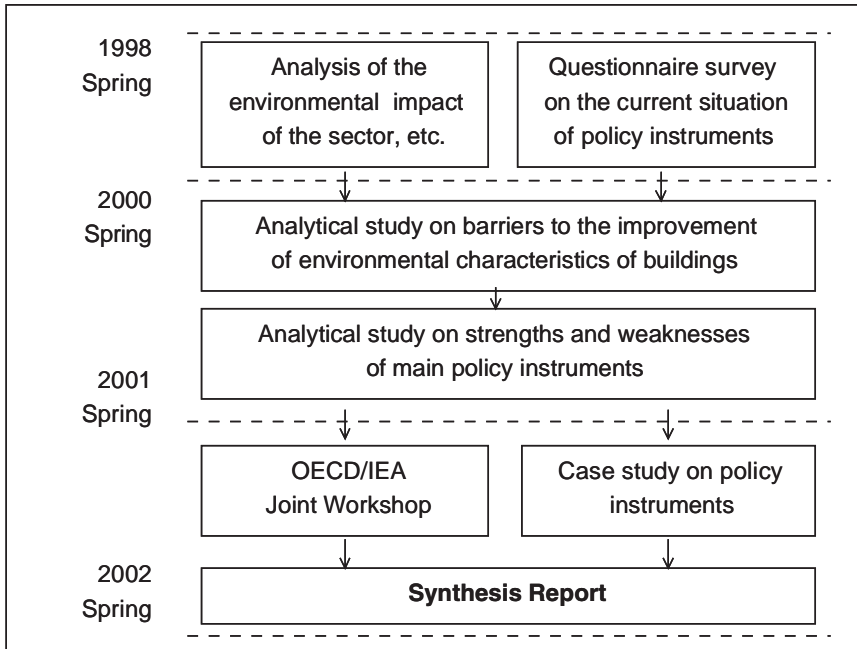 1998
Spring
Analysis of the
environmental impact
of the sector, etc.
Questionnaire survey
on the current situation
of policy instruments
2000
Spring
Analytical study on barriers to the improvement
of environmental characteristics of buildings
Analytical study on strengths and weaknesses
of main policy instruments
2001
Spring
OECD/IEA
Joint Workshop
Case study on policy
instruments
2002
Spring
Synthesis Report